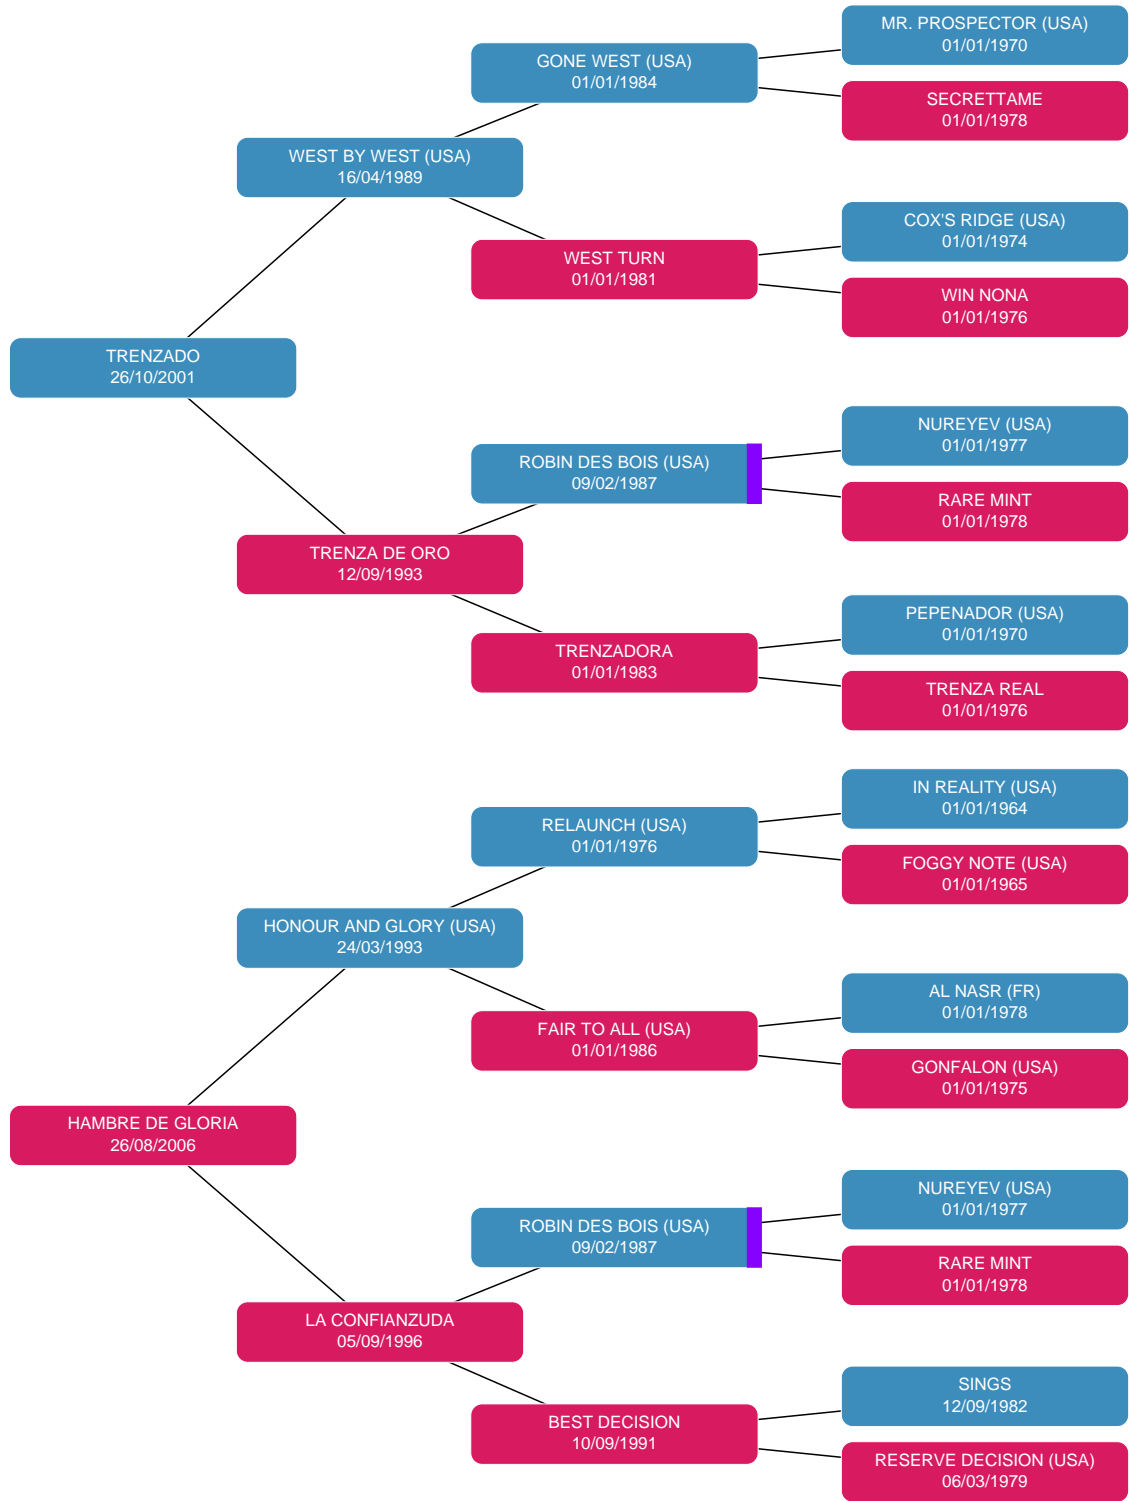 MR. PROSPECTOR (USA)
01/01/1970
GONE WEST (USA)
01/01/1984
SECRETTAME
01/01/1978
WEST BY WEST (USA)
16/04/1989
COX'S RIDGE (USA)
01/01/1974
WEST TURN
01/01/1981
WIN NONA
01/01/1976
TRENZADO
26/10/2001
NUREYEV (USA)
01/01/1977
ROBIN DES BOIS (USA)
09/02/1987
RARE MINT
01/01/1978
TRENZA DE ORO
12/09/1993
PEPENADOR (USA)
01/01/1970
TRENZADORA
01/01/1983
TRENZA REAL
01/01/1976
IN REALITY (USA)
01/01/1964
RELAUNCH (USA)
01/01/1976
FOGGY NOTE (USA)
01/01/1965
HONOUR AND GLORY (USA)
24/03/1993
AL NASR (FR)
01/01/1978
FAIR TO ALL (USA)
01/01/1986
GONFALON (USA)
01/01/1975
HAMBRE DE GLORIA
26/08/2006
NUREYEV (USA)
01/01/1977
ROBIN DES BOIS (USA)
09/02/1987
RARE MINT
01/01/1978
LA CONFIANZUDA
05/09/1996
SINGS
12/09/1982
BEST DECISION
10/09/1991
RESERVE DECISION (USA)
06/03/1979